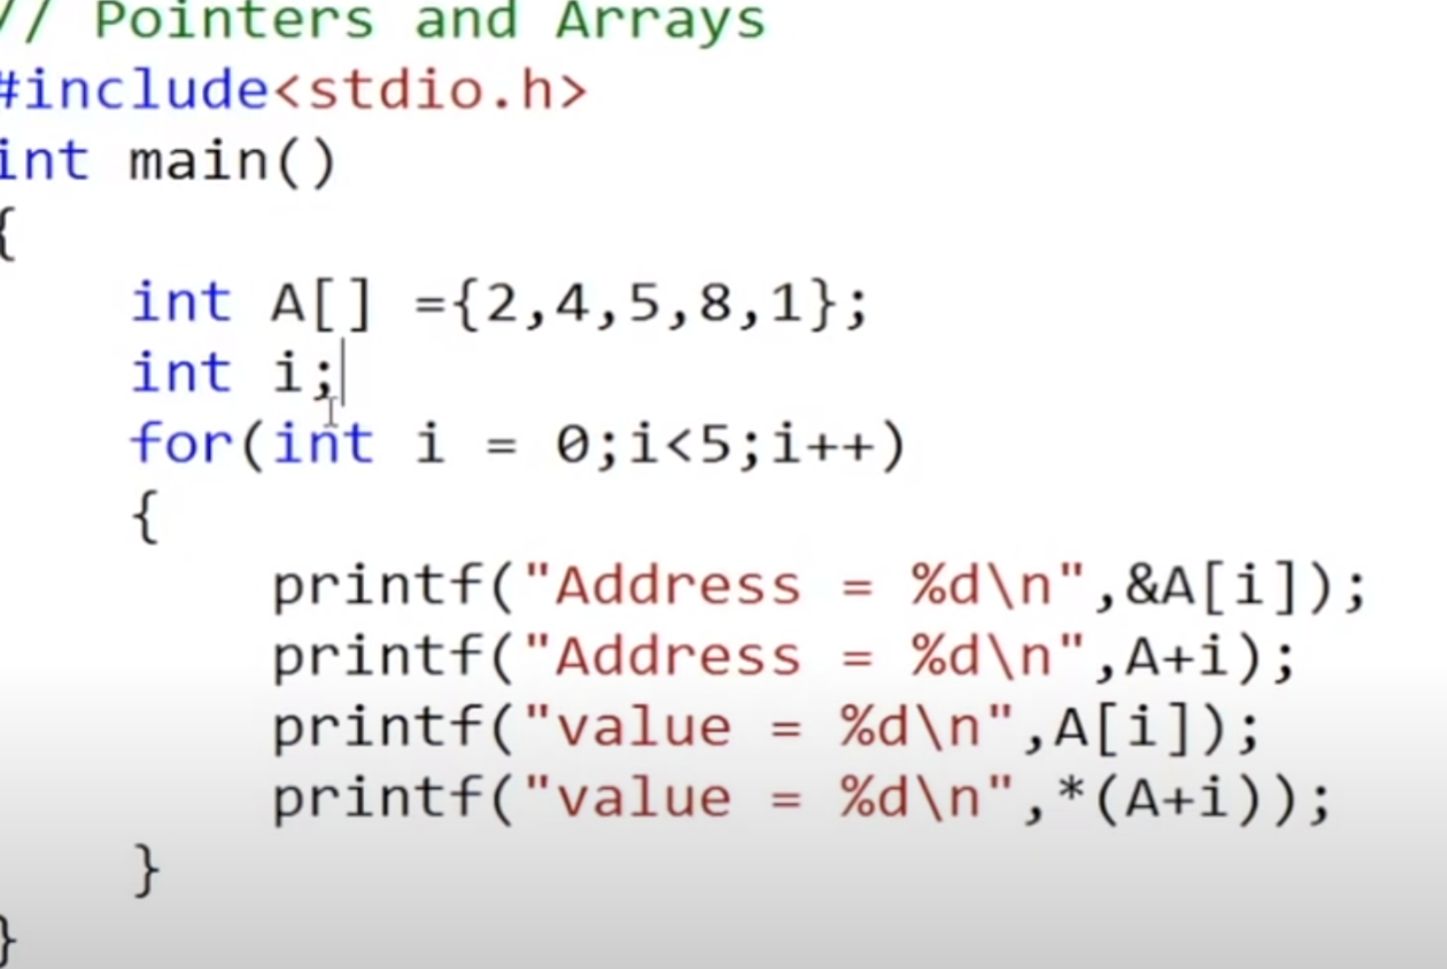 // Pointers and Arrays
#include<stdio.h>
int main()
{
int A[] ={2,4,5,8,1};
int i;
for(int i = 0;i<5;i++)
{
printf("Address = %d\n",&A[i]);
printf("Address = %d\n",A+i);
printf("value = %d\n",A[i]);
printf("value = %d\n",*(A+i));
}
}